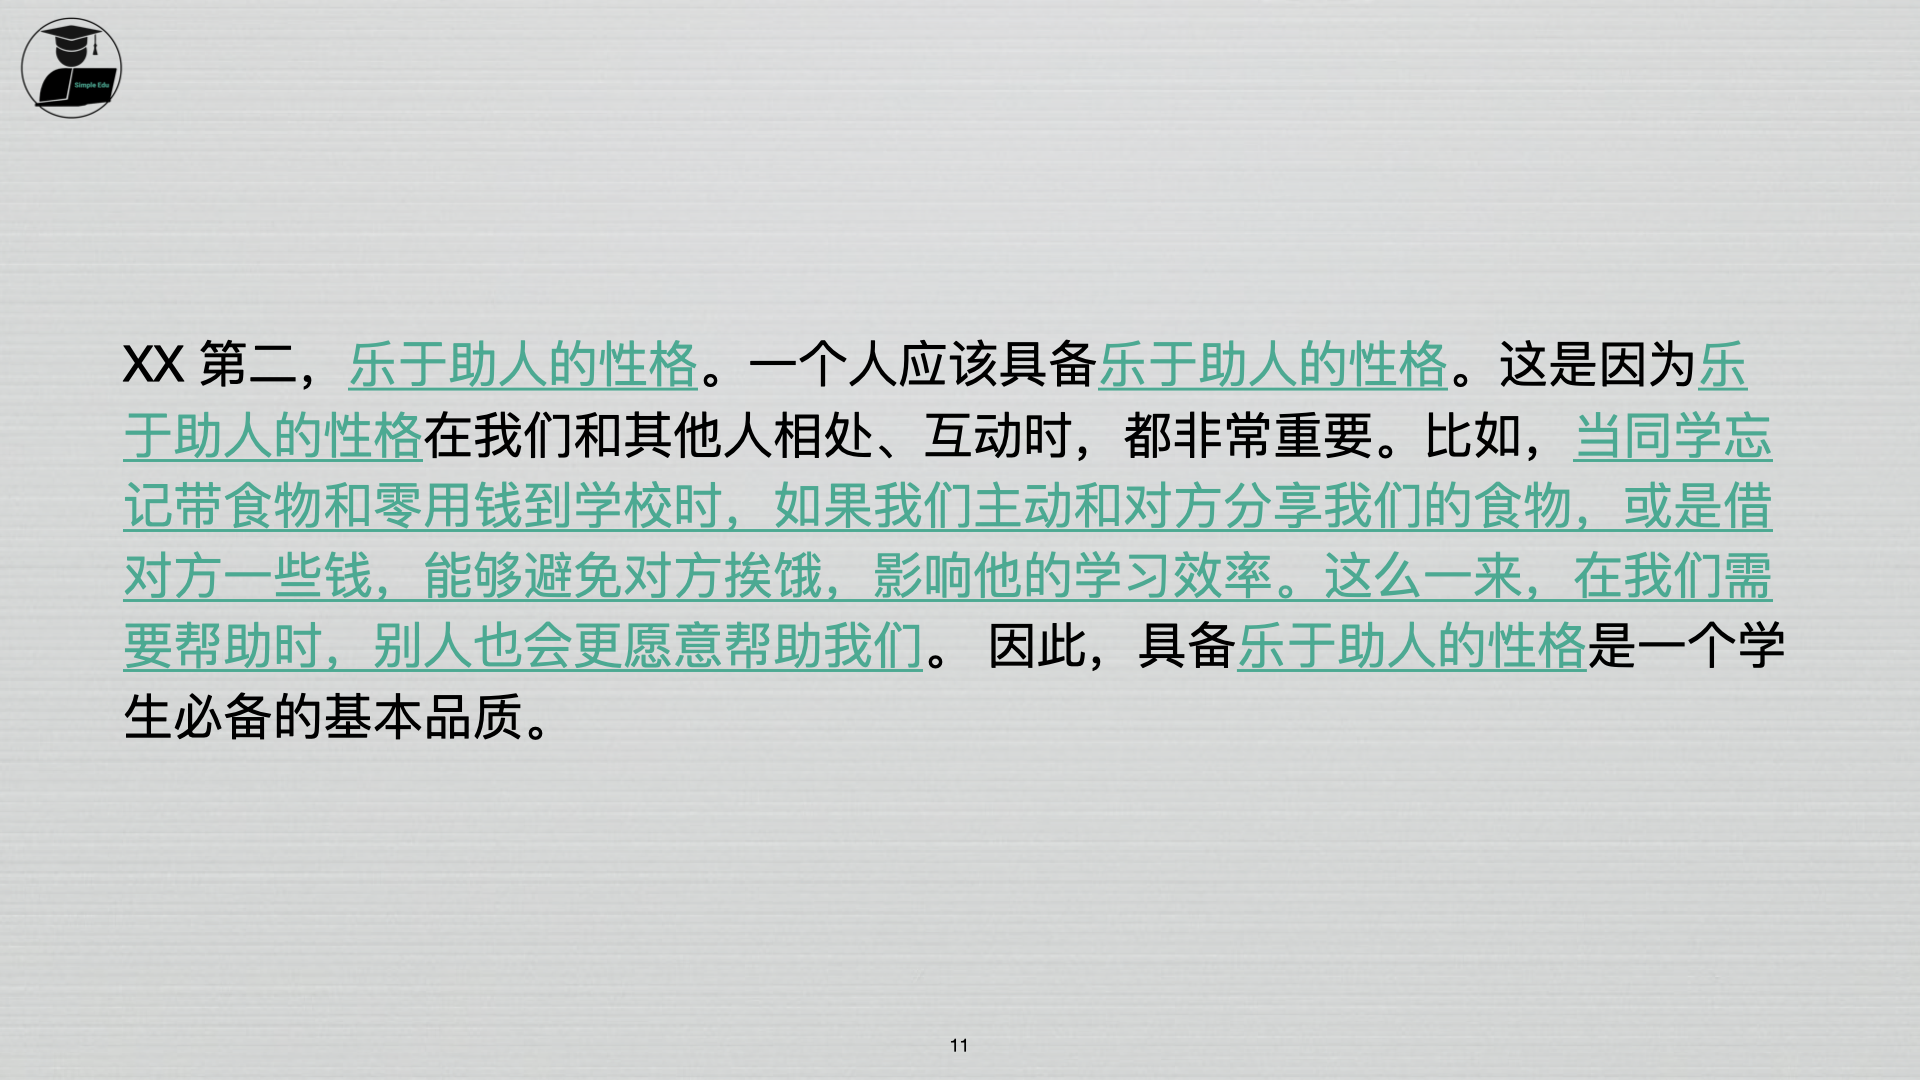 Simple Edu
XX 第二，乐于助人的性格。一个人应该具备乐于助人的性格。这是因为乐
于助人的性格在我们和其他人相处、互动时，都非常重要。比如，当同学忘
记带食物和零用钱到学校时，如果我们主动和对方分享我们的食物，或是借
对方一些钱，能够避免对方挨饿，影响他的学习效率。这么一来，在我们需
要帮助时，别人也会更愿意帮助我们。 因此，具备乐于助人的性格是一个学
生必备的基本品质。
11